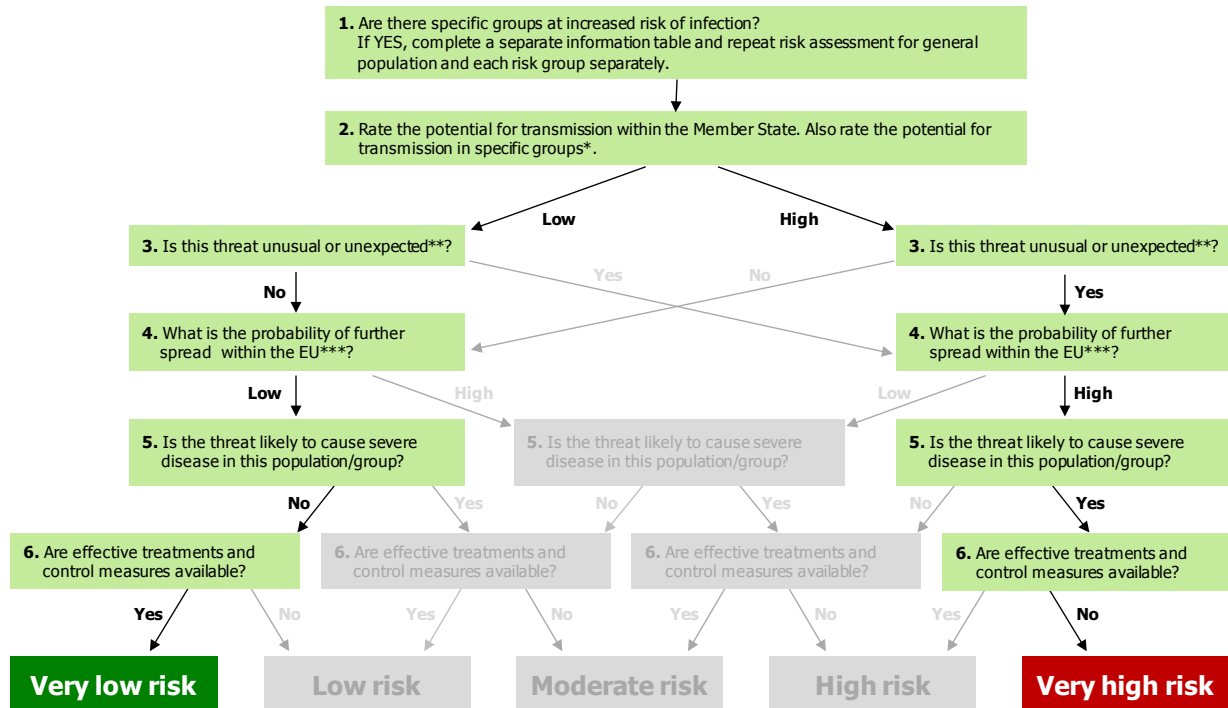 1. Are there specific groups at increased risk of infection?
If YES, complete a separate information table and repeat risk assessment for general
population and each risk group separately.
2. Rate the potential for transmission within the Member State. Also rate the potential for
transmission in specific groups*.
Low
High
3. Is this threat unusual or unexpected**?
3. Is this threat unusual or unexpected**?
No
Yes
No
Yes
4. What is the probability of further
spread within the EU***?
4. What is the probability of further
spread within the EU***?
Low
High
Low
High
5. Is the threat likely to cause severe
disease in this population/group?
5. Is the threat likely to cause severe
disease in this population/group?
5. Is the threat likely to cause severe
disease in this population/group?
No
Yes
No
Yes
No
Yes
6. Are effective treatments and
control measures available?
6. Are effective treatments and
control measures available?
6. Are effective treatments and
control measures available?
6. Are effective treatments and
control measures available?
Yes
No
Yes
No
Yes
No
Yes
No
Very low risk
Low risk
Moderate risk
High risk
Very high risk